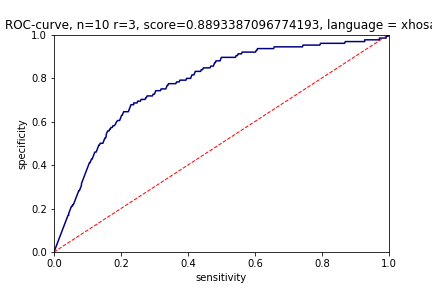 ROC-curve, n=10 r=3, score=0.8893387096774193, language = xhosa
1.0
0.8
0.6
0.4
0.2
0.0
specificity
0.0 0.2 0.4 0.6 0.8 1.0
sensitivity